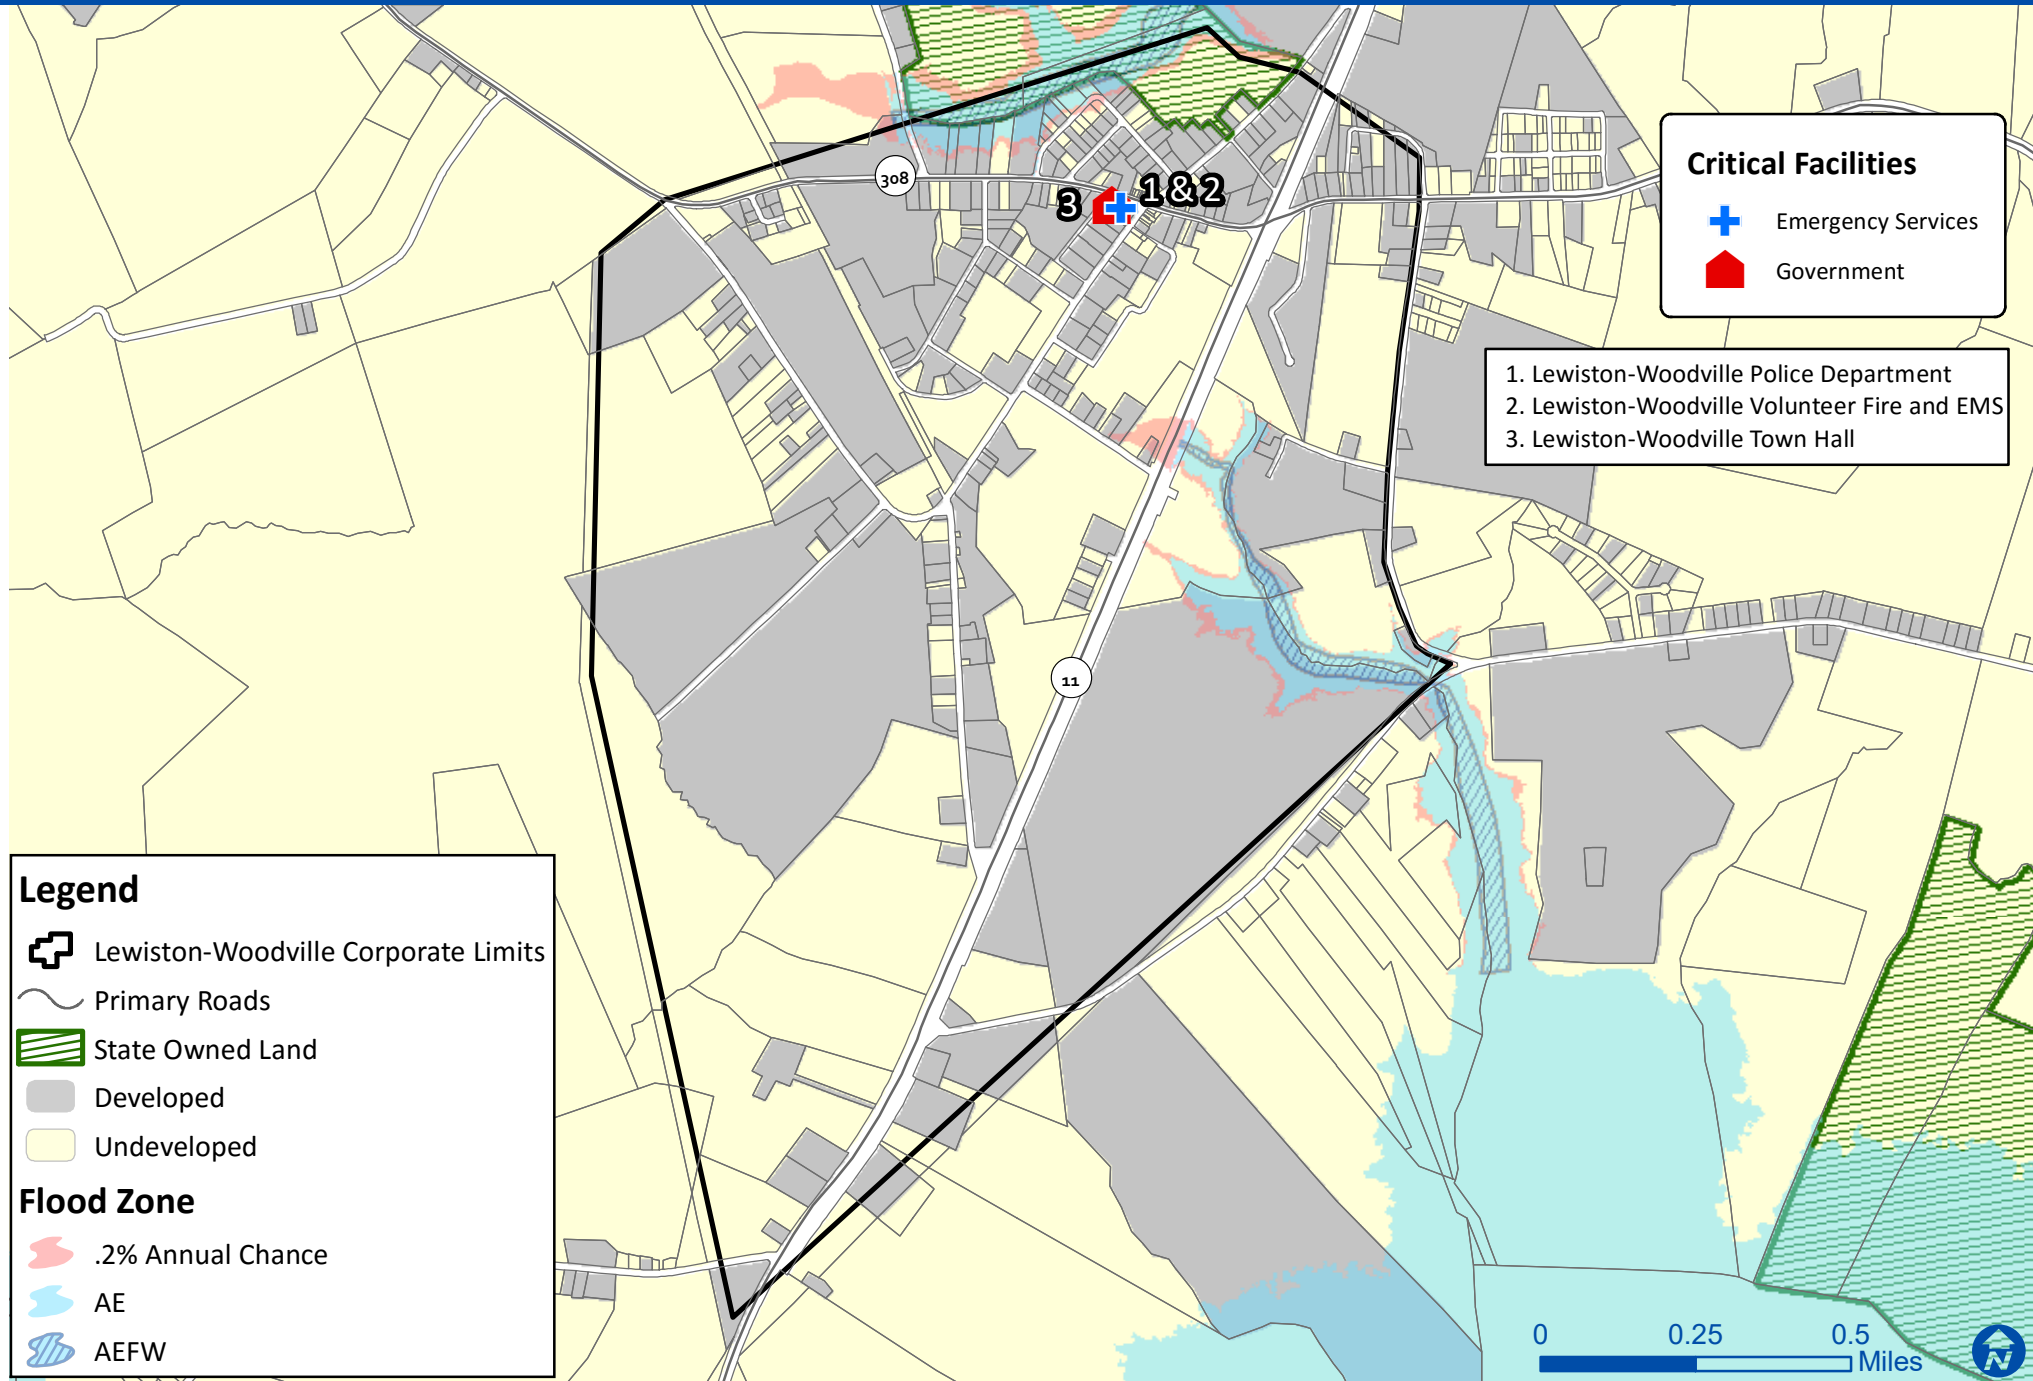 308
3
1 & 2
11
Critical Facilities
Emergency Services
Government
1. Lewiston-Woodville Police Department
2. Lewiston-Woodville Volunteer Fire and EMS
3. Lewiston-Woodville Town Hall
Legend
Lewiston-Woodville Corporate Limits
Primary Roads
State Owned Land
Developed
Undeveloped
Flood Zone
.2% Annual Chance
AE
AEFW
0 0.25 0.5
Miles
N